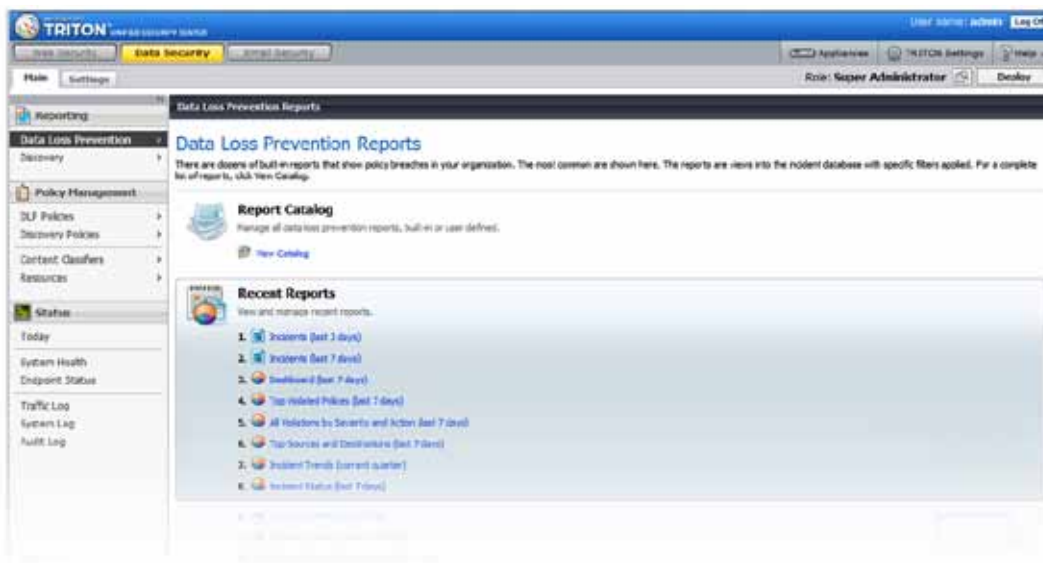 TRITON UNIFIED SECURITY CENTER
User name: admin Log Of
Web Security Data Security Email Security
Appliances TRITON Settings Help
Main Settings
Role: Super Administrator Deploy
Reporting
Data Loss Prevention
Discovery
Policy Management
DLP Policies
Discovery Policies
Content Classifiers
Resources
Status
Today
System Health
Endpoint Status
Traffic Log
System Log
Audit Log
Data Loss Prevention Reports
Data Loss Prevention Reports
There are dozens of built-in reports that show policy breaches in your organization. The most common are shown here. The reports are views into the incident database with specific filters applied. For a complete
list of reports, click View Catalog.
Report Catalog
Manage all data loss prevention reports, built-in or user defined.
View Catalog
Recent Reports
View and manage recent reports.
1. Incidents (last 3 days)
2. Incidents (last 7 days)
3. Dashboard (last 7 days)
4. Top Violated Policies (last 7 days)
5. All Violations by Severity and Action (last 7 days)
6. Top Sources and Destinations (last 7 days)
7. Incident Trends (current quarter)
8. Incident Status (last 7 days)